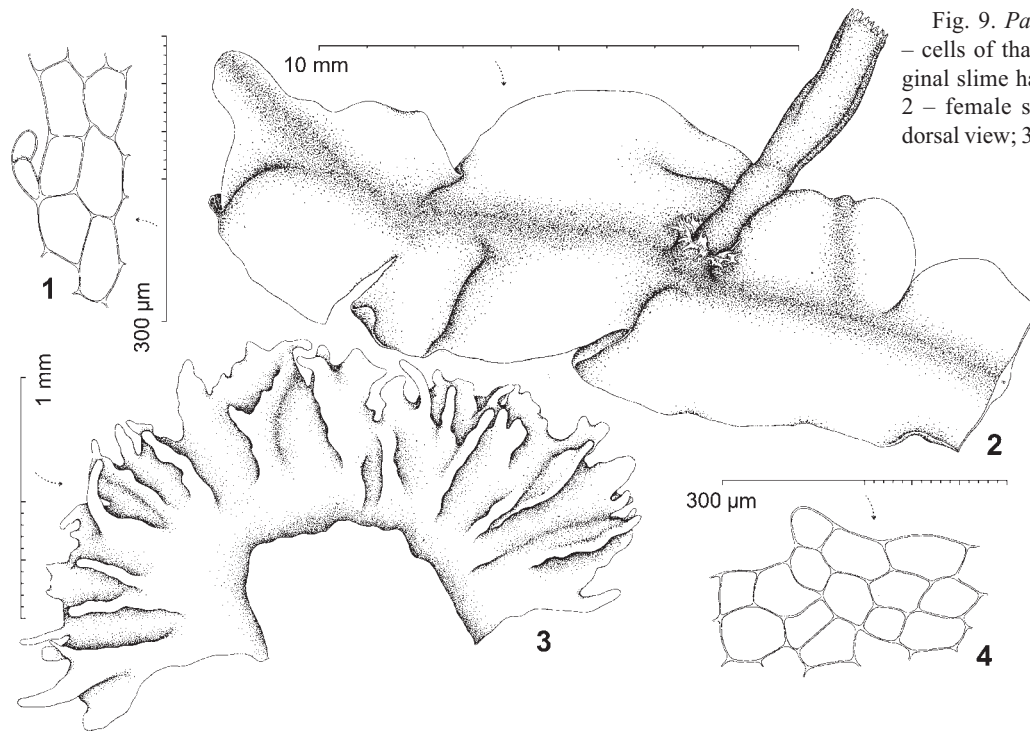 Fig. 9. Pa
– cells of tha
ginal slime ha
2 – female s
dorsal view; 3
10 mm
300 µm
1
1 mm
2
3
300 µm
4